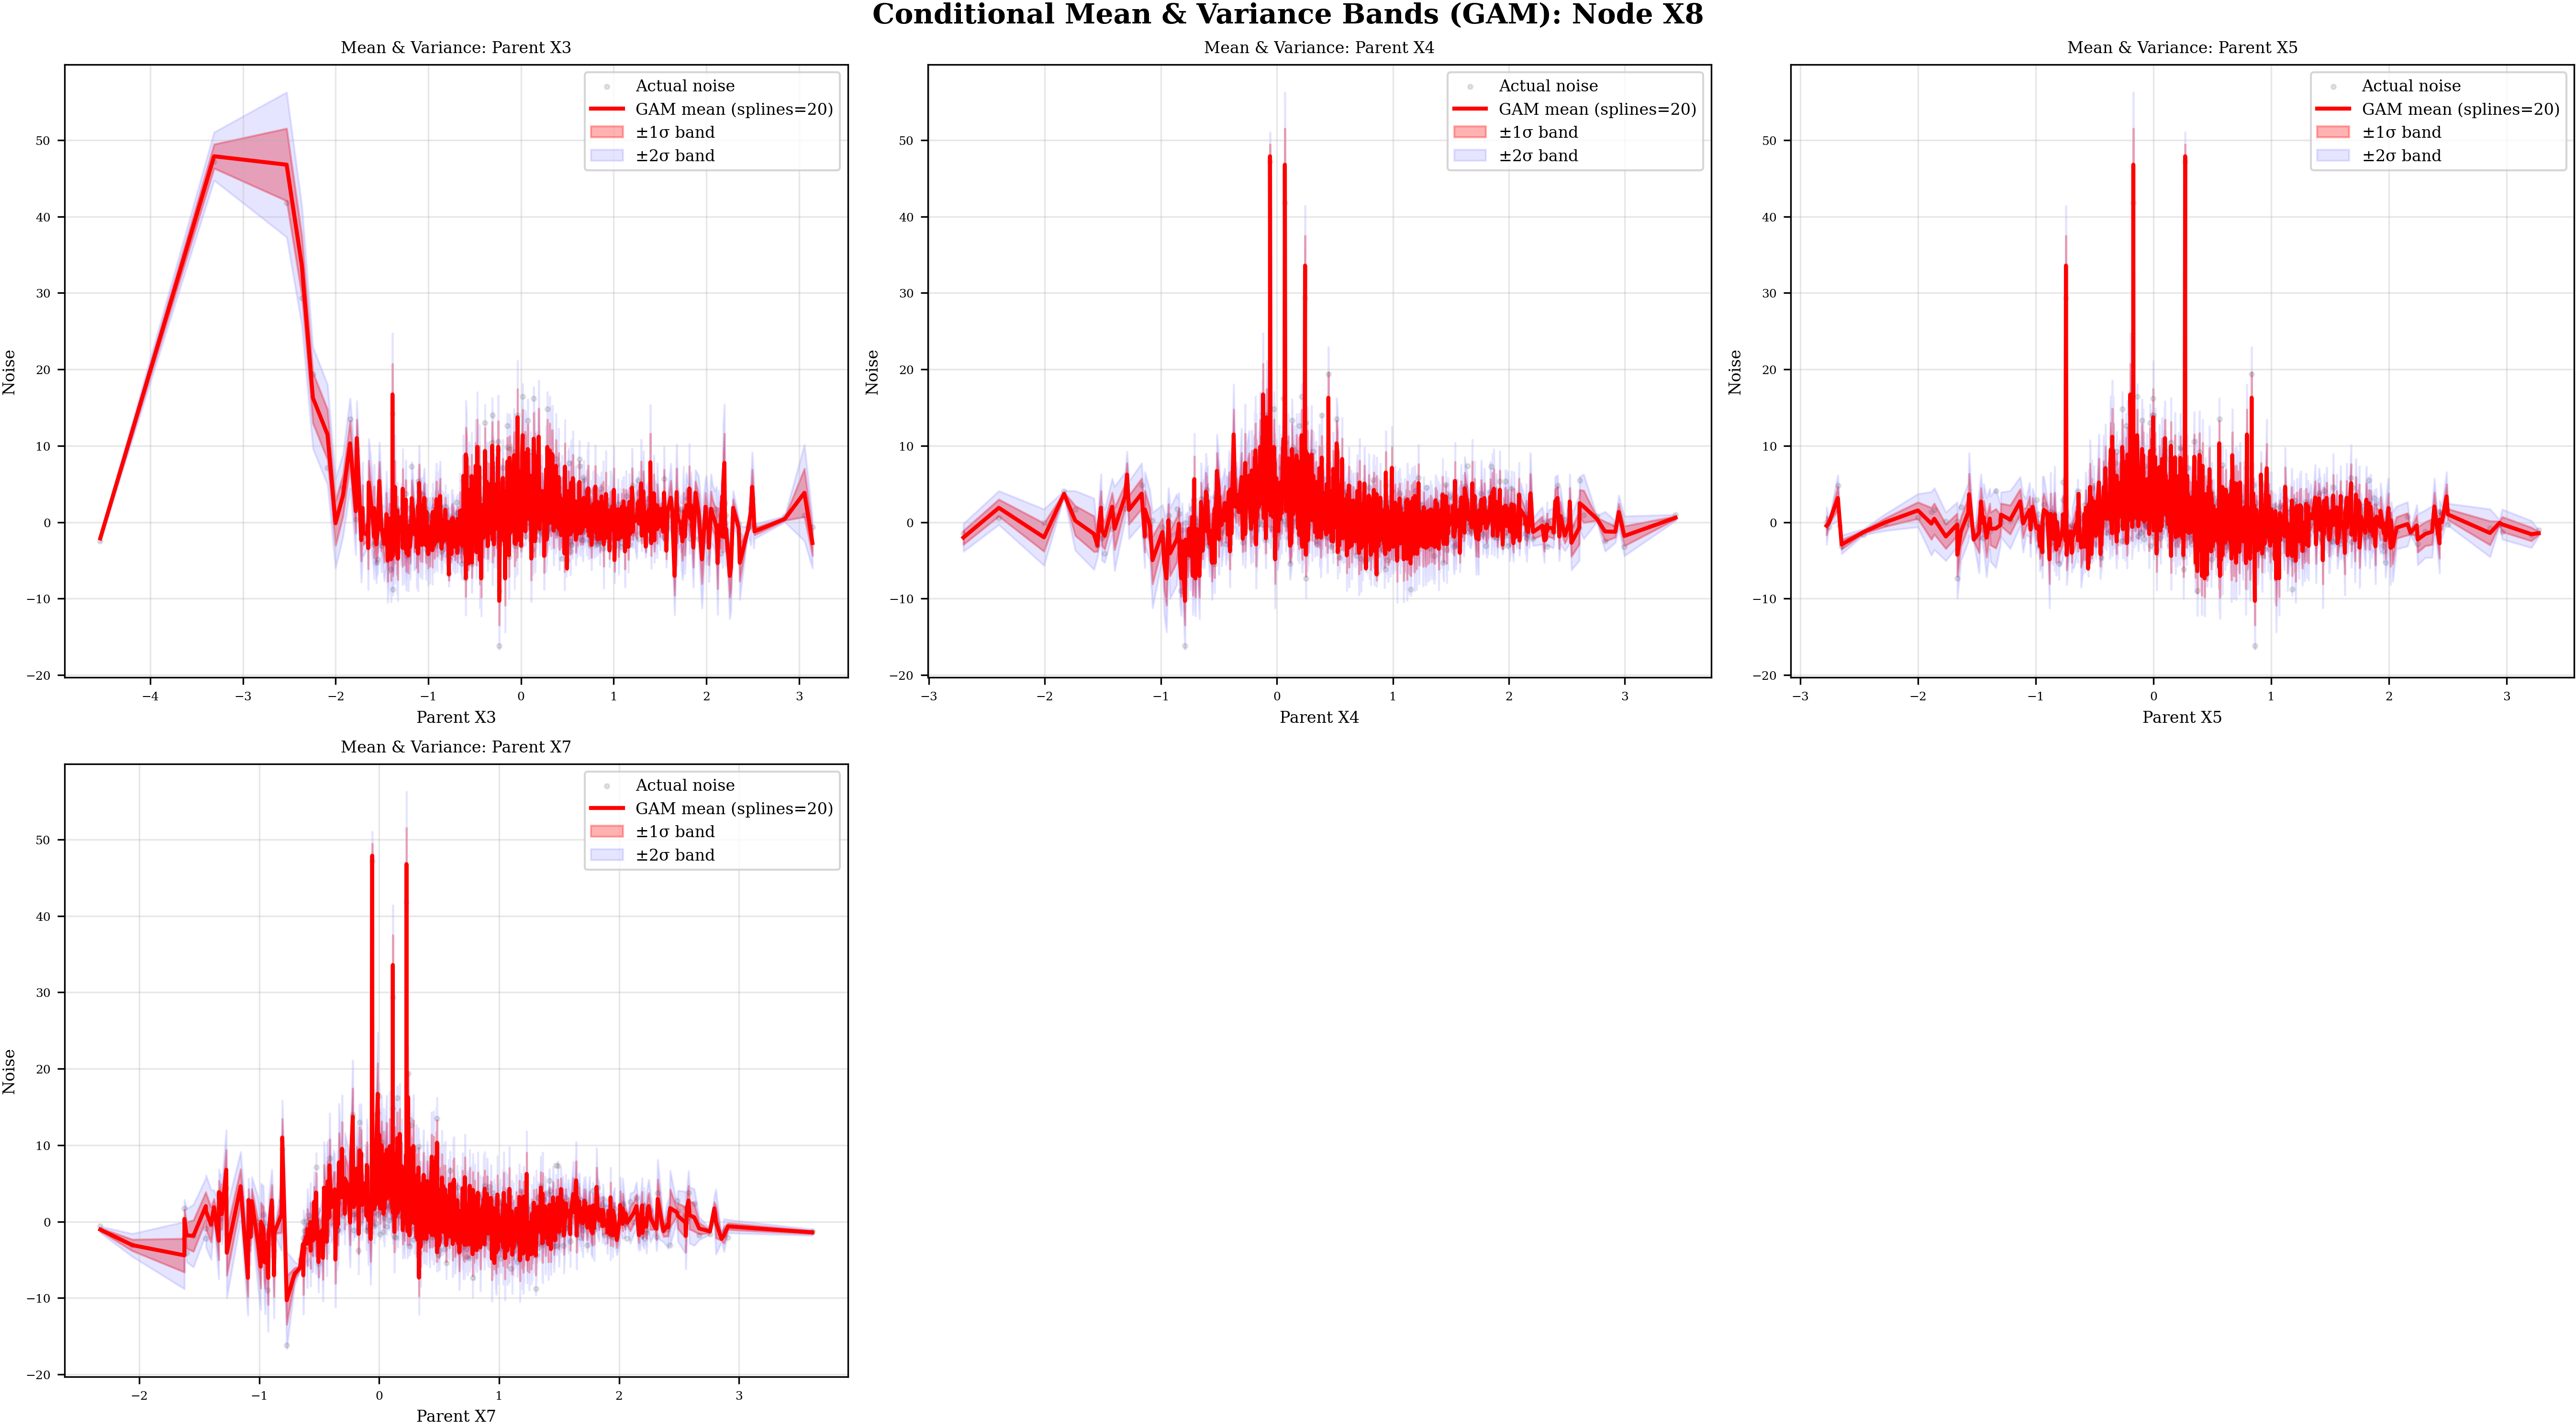 Conditional Mean & Variance Bands (GAM): Node X8
Mean & Variance: Parent X3
Actual noise
GAM mean (splines=20)
±1σ band
±2σ band
50
40
30
20
10
0
−10
−20
Noise
−4
−3
−2
−1
0
1
2
3
Parent X3
Mean & Variance: Parent X4
Actual noise
GAM mean (splines=20)
±1σ band
±2σ band
50
40
30
20
10
0
−10
−20
Noise
−3
−2
−1
0
1
2
3
Parent X4
Mean & Variance: Parent X5
Actual noise
GAM mean (splines=20)
±1σ band
±2σ band
50
40
30
20
10
0
−10
−20
Noise
−3
−2
−1
0
1
2
3
Parent X5
Mean & Variance: Parent X7
Actual noise
GAM mean (splines=20)
±1σ band
±2σ band
50
40
30
20
10
0
−10
−20
Noise
−2
−1
0
1
2
3
Parent X7